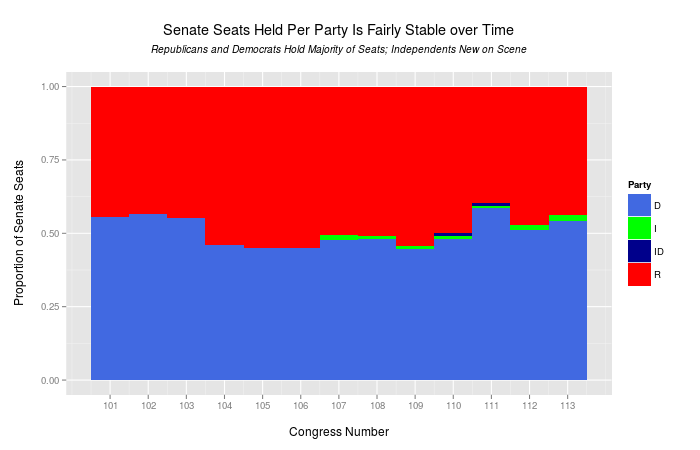 Senate Seats Held Per Party Is Fairly Stable over Time
Republicans and Democrats Hold Majority of Seats; Independents New on Scene
Proportion of Senate Seats
1.00
0.75
0.50
0.25
0.00
101 102 103 104 105 106 107 108 109 110 111 112 113
Congress Number
Party
D
I
ID
R